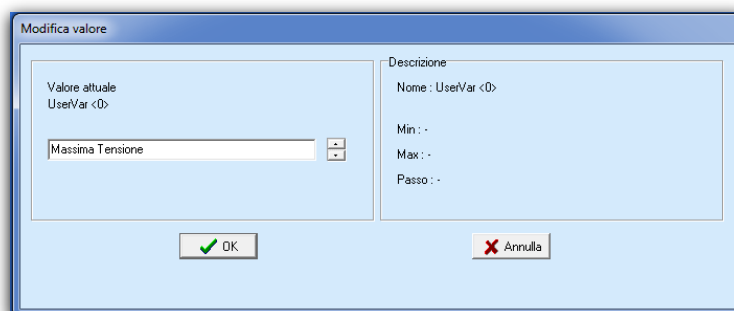 Modifica valore
Valore attuale
UserVar <0>
Massima Tensione
OK
Descrizione
Nome : UserVar <0>
Min : -
Max : -
Passo : -
Annulla